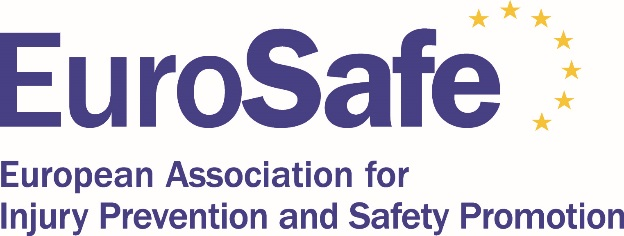 EuroSafe
European Association for
Injury Prevention and Safety Promotion